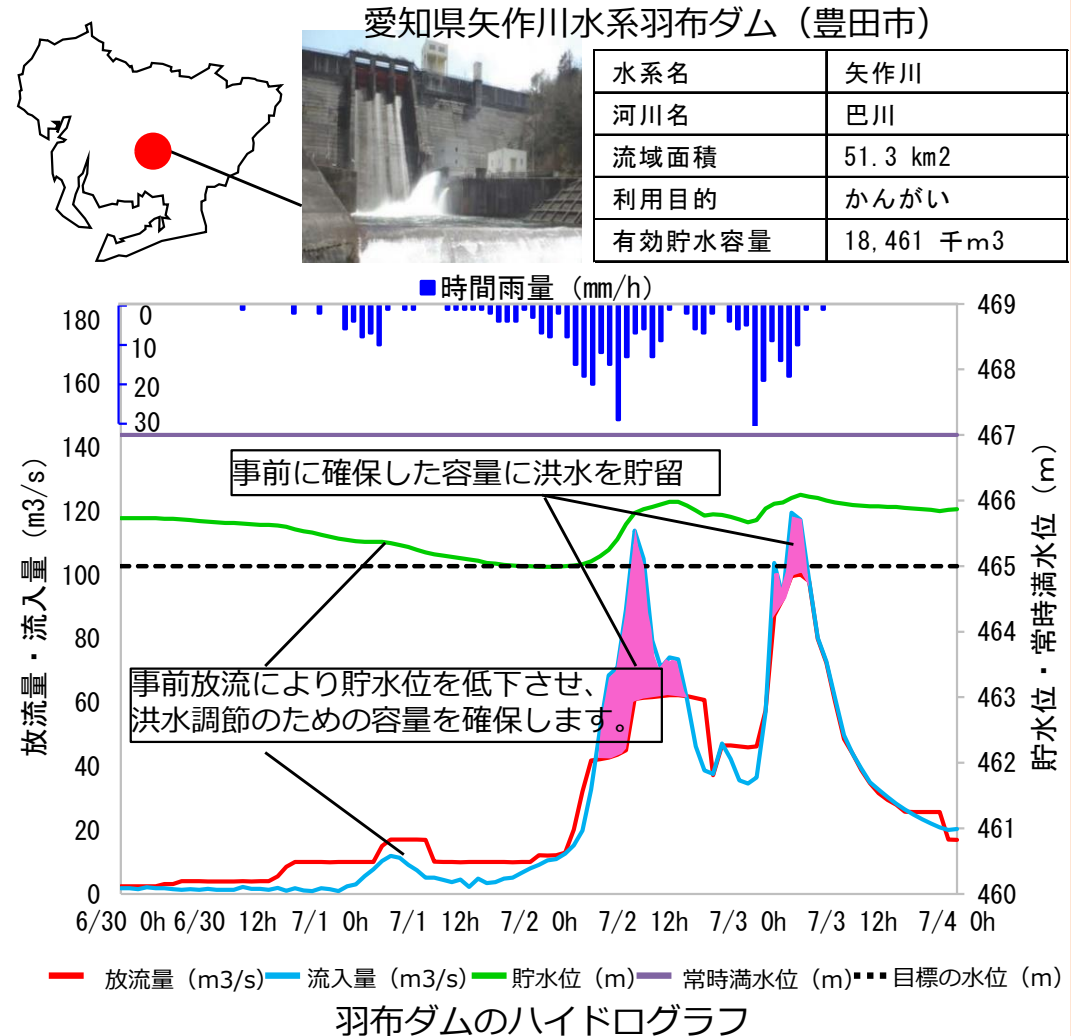 愛知県矢作川水系羽布ダム（豊田市）
水系名 矢作川
河川名 巴川
流域面積 51.3 km2
利用目的 かんがい
有効貯水容量 18,461 千m3
時間雨量 (mm/h)
180
160
140
120
100
80
60
40
20
0
0
10
20
30
469
468
467
466
465
464
463
462
461
460
放流量・流入量 (m3/s)
貯水位・常時満水位 (m)
事前に確保した容量に洪水を貯留
事前放流により貯水位を低下させ、
洪水調節のための容量を確保します。
6/30 0h 6/30 12h 7/1 0h 7/1 12h 7/2 0h 7/2 12h 7/3 0h 7/3 12h 7/4 0h
放流量 (m3/s) 流入量 (m3/s) 貯水位 (m) 常時満水位 (m) 目標の水位 (m)
羽布ダムのハイドログラフ